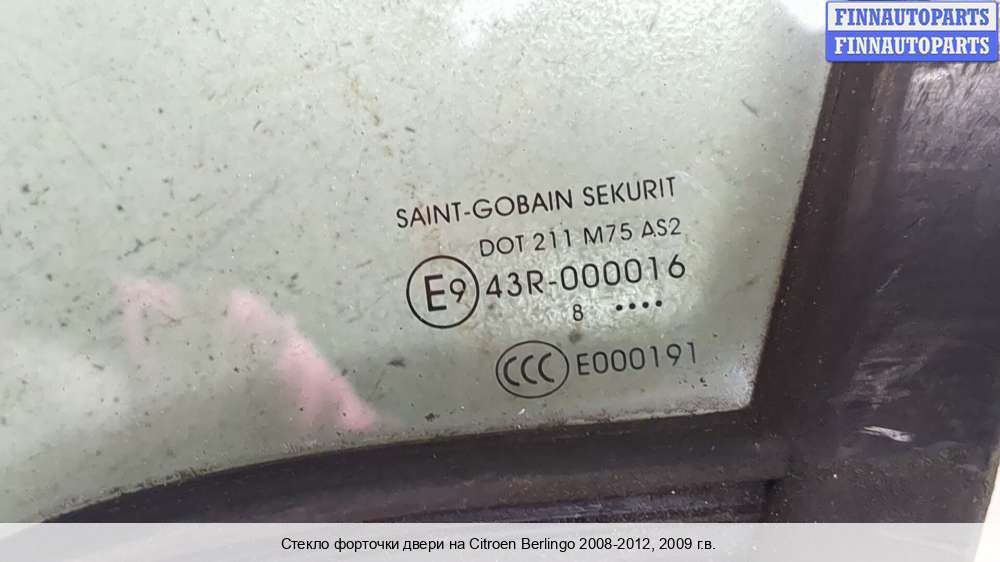 FINNAUTOPARTS
FINNAUTOPARTS
SAINT-GOBAIN SEKURIT
DOT 211 M75 AS2
E9 43R-000016
8 ••••
CCC E000191
Стекло форточки двери на Citroen Berlingo 2008-2012, 2009 г.в.